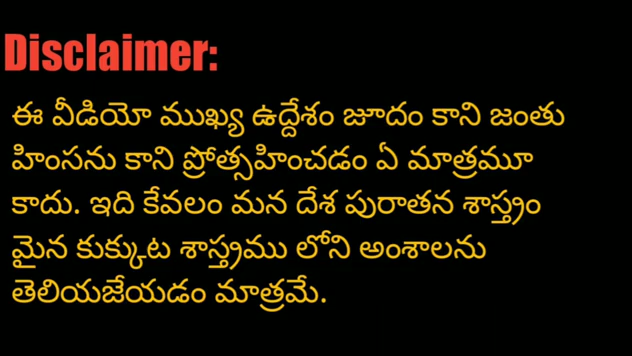 Disclaimer:
ఈ వీడియో ముఖ్య ఉద్దేశం జూదం కాని జంతు
హింసను కాని ప్రోత్సహించడం ఏ మాత్రమూ
కాదు. ఇది కేవలం మన దేశ పురాతన శాస్త్రం
మైన కుక్కుట శాస్త్రము లోని అంశాలను
తెలియజేయడం మాత్రమే.